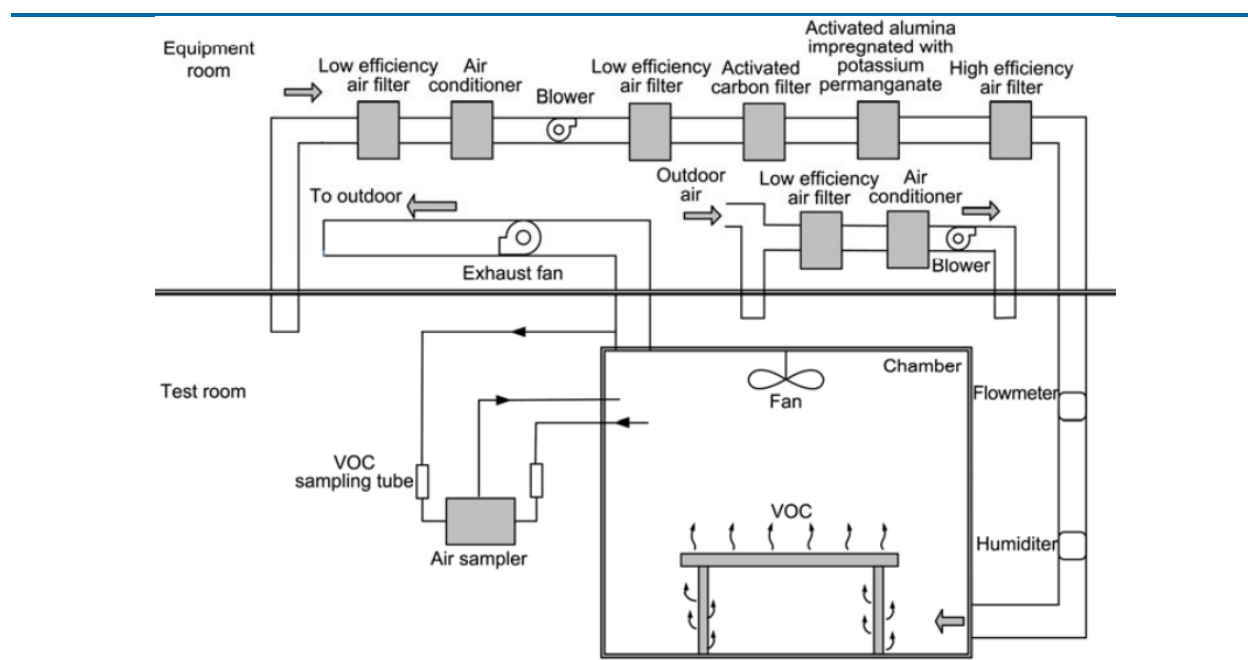 Equipment
room
Low efficiency
air filter
Air
conditioner
Blower
Low efficiency
air filter
Activated
carbon filter
Activated alumina
impregnated with
potassium
permanganate
High efficiency
air filter
To outdoor
Exhaust fan
Outdoor
air
Low efficiency
air filter
Air
conditioner
Blower
Test room
Chamber
Fan
Flowmeter
VOC
sampling tube
Air sampler
VOC
Humiditer